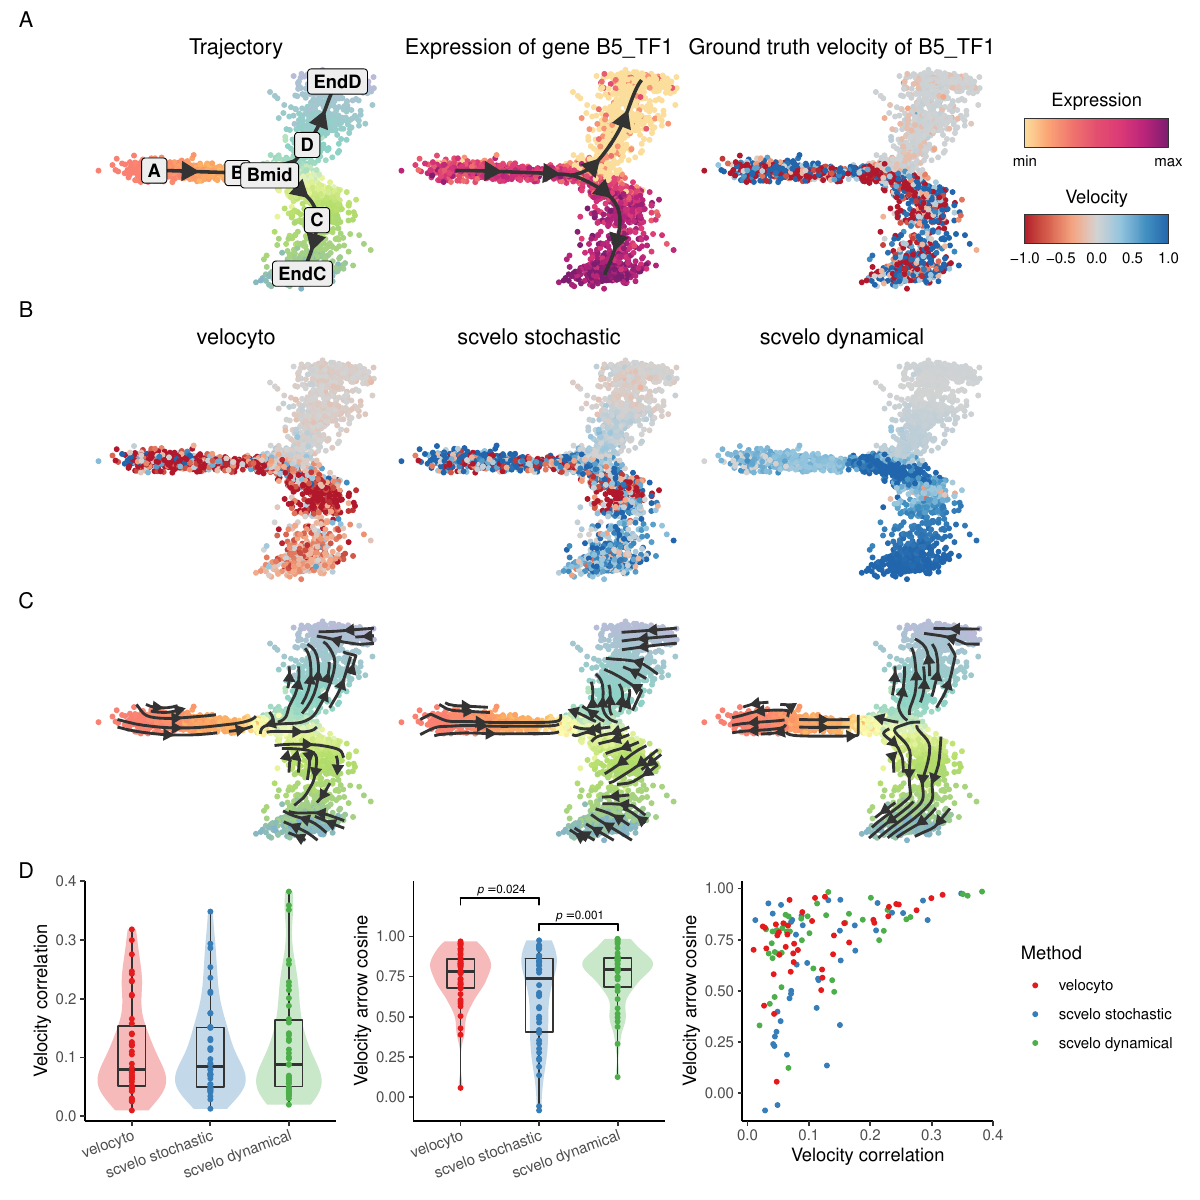 A
Trajectory
Expression of gene B5_TF1
Ground truth velocity of B5_TF1
EndD
D
A
Bmid
C
EndC
Expression
min
max
Velocity
−1.0 −0.5 0.0 0.5 1.0
B
velocyto
scvelo stochastic
scvelo dynamical
C
D
Velocity correlation
0.4
0.3
0.2
0.1
0.0
velocyto
scvelo stochastic
scvelo dynamical
Velocity arrow cosine
1.00
0.75
0.50
0.25
0.00
p =0.024
p =0.001
velocyto
scvelo stochastic
scvelo dynamical
Velocity arrow cosine
1.00
0.75
0.50
0.25
0.00
0.0 0.1 0.2 0.3 0.4
Velocity correlation
Method
velocyto
scvelo stochastic
scvelo dynamical